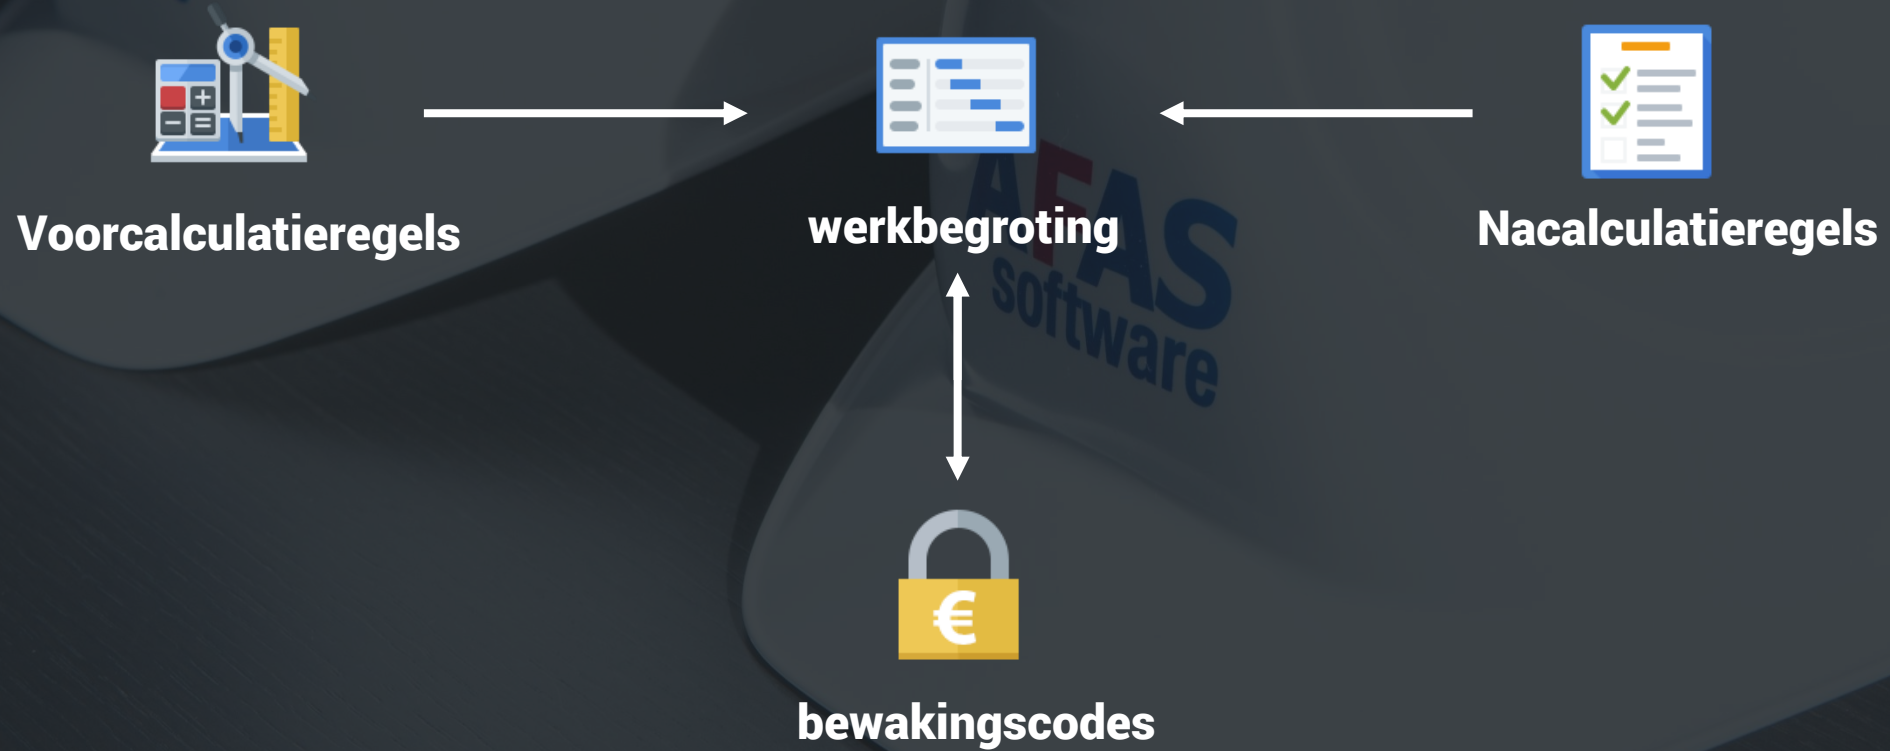 Voorcalculatieregels
werkbegroting
Nacalculatieregels
AFAS
software
€
bewakingscodes